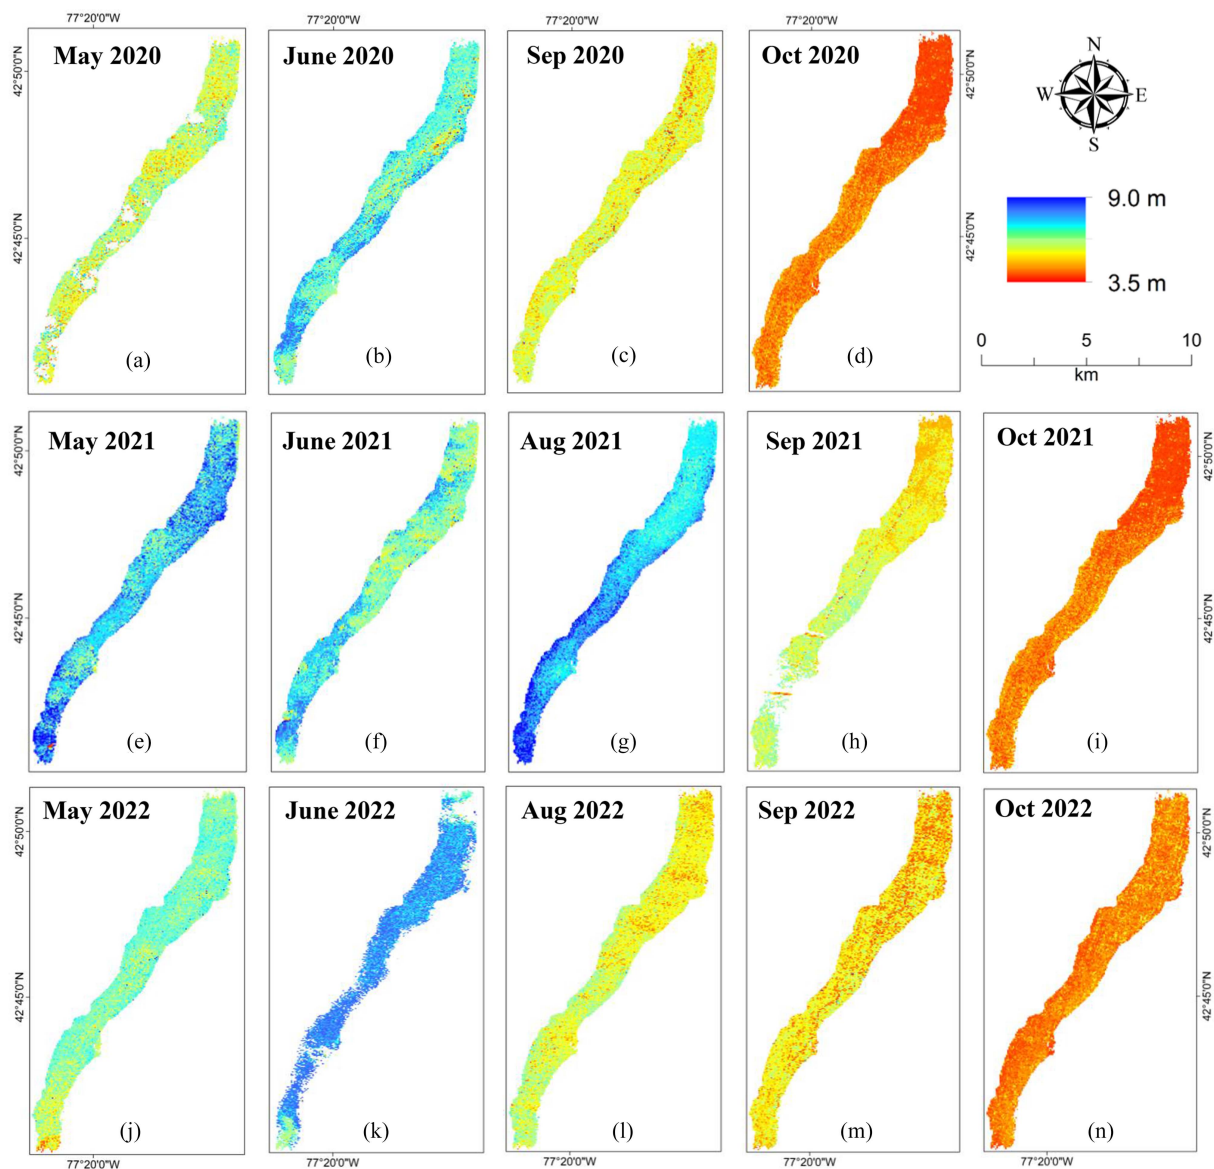 77°20'0"W
77°20'0"W
77°20'0"W
77°20'0"W
May 2020
June 2020
Sep 2020
Oct 2020
42°50'0"N
42°45'0"N
42°50'0"N
42°45'0"N
(a)
(b)
(c)
(d)
N
W
E
S
9.0 m
3.5 m
0
5
10
km
May 2021
June 2021
Aug 2021
Sep 2021
Oct 2021
42°50'0"N
42°45'0"N
42°50'0"N
42°45'0"N
(e)
(f)
(g)
(h)
(i)
May 2022
June 2022
Aug 2022
Sep 2022
Oct 2022
42°50'0"N
42°45'0"N
42°50'0"N
42°45'0"N
(j)
(k)
(l)
(m)
(n)
77°20'0"W
77°20'0"W
77°20'0"W
77°20'0"W
77°20'0"W